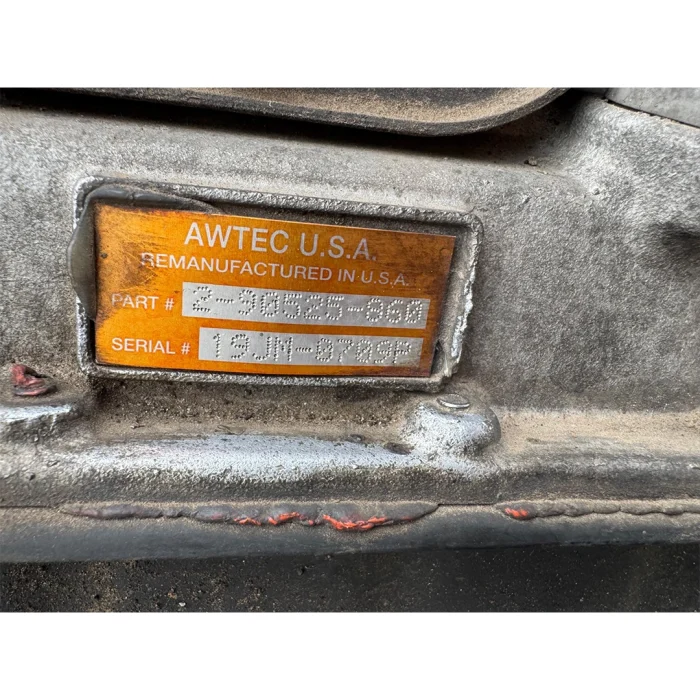 AWTEC U.S.A.
REMANUFACTURED IN U.S.A.
PART # 2-90525-860
SERIAL # 19JM-0709P